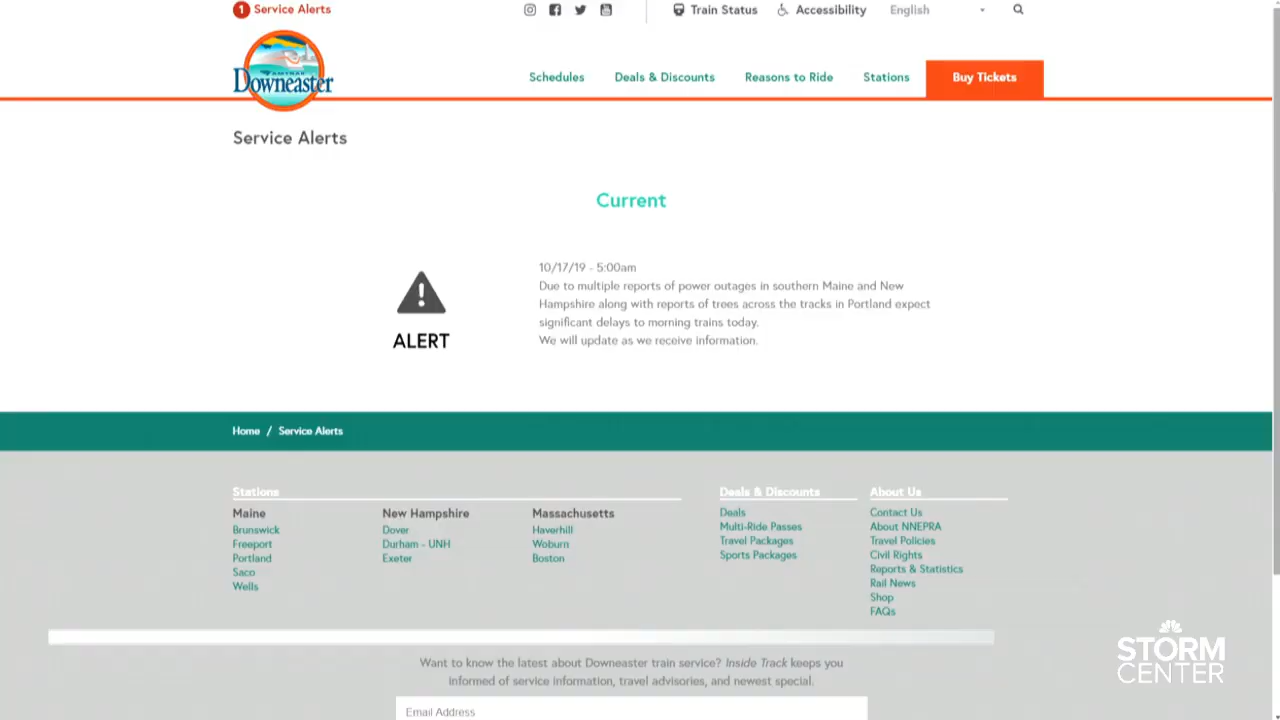 1 Service Alerts
Train Status
Accessibility
English
AMTRAK
Downeaster
Schedules
Deals & Discounts
Reasons to Ride
Stations
Buy Tickets
Service Alerts
Current
ALERT
10/17/19 - 5:00am
Due to multiple reports of power outages in southern Maine and New
Hampshire along with reports of trees across the tracks in Portland expect
significant delays to morning trains today.
We will update as we receive information.
Home / Service Alerts
Stations
Maine
Brunswick
Freeport
Portland
Saco
Wells
New Hampshire
Dover
Durham - UNH
Exeter
Massachusetts
Haverhill
Woburn
Boston
Deals & Discounts
Deals
Multi-Ride Passes
Travel Packages
Sports Packages
About Us
Contact Us
About NNEPRA
Travel Policies
Civil Rights
Reports & Statistics
Rail News
Shop
FAQs
Want to know the latest about Downeaster train service? Inside Track keeps you
informed of service information, travel advisories, and newest special.
Email Address
STORM
CENTER